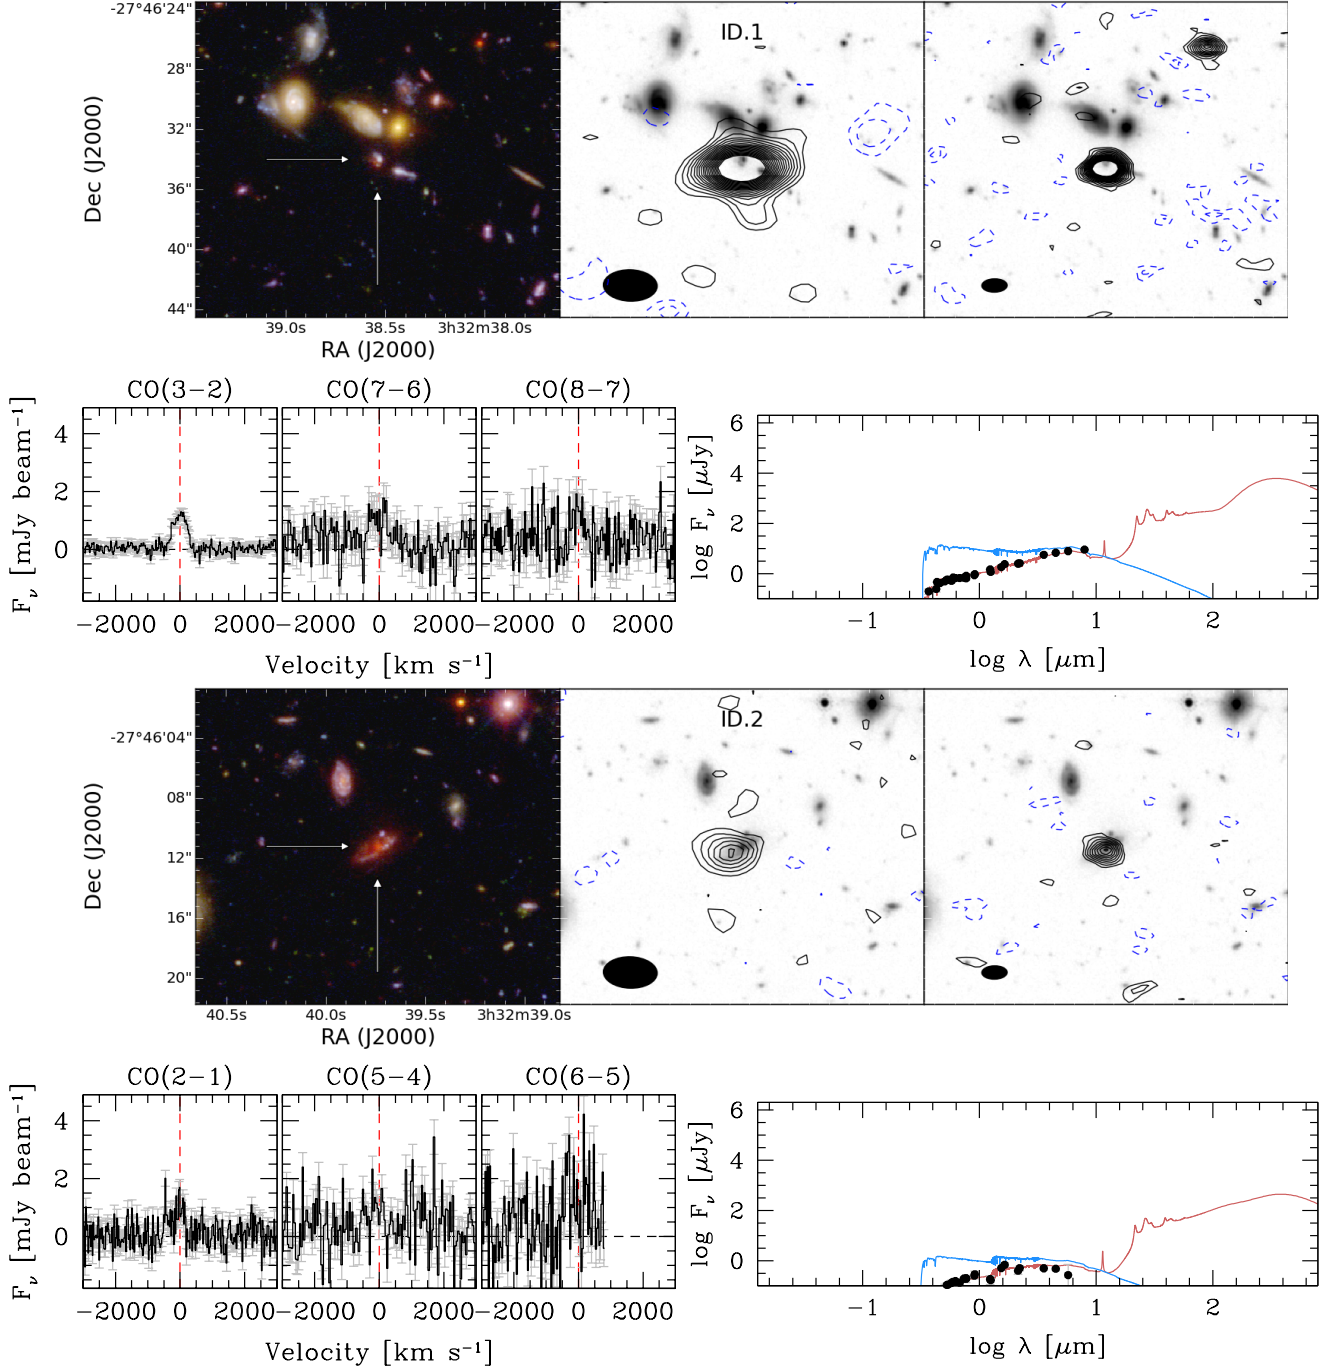 -27°46'24"
28"
32"
36"
40"
44"
Dec (J2000)
39.0s 38.5s 3h32m38.0s
RA (J2000)
ID.1
CO(3−2) CO(7−6) CO(8−7)
4
2
0
Fν [mJy beam⁻¹]
−2000 0 2000 −2000 0 2000 −2000 0 2000
Velocity [km s⁻¹]
6
4
2
0
log Fν [μJy]
−1 0 1 2
log λ [μm]
-27°46'04"
08"
12"
16"
20"
Dec (J2000)
40.5s 40.0s 39.5s 3h32m39.0s
RA (J2000)
ID.2
CO(2−1) CO(5−4) CO(6−5)
4
2
0
Fν [mJy beam⁻¹]
−2000 0 2000 −2000 0 2000 −2000 0 2000
Velocity [km s⁻¹]
6
4
2
0
log Fν [μJy]
−1 0 1 2
log λ [μm]